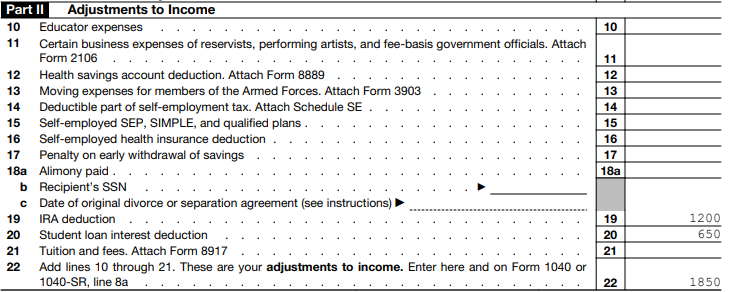 Part II Adjustments to Income
10 Educator expenses . . . . . . . . . . . . . . . . . . . . . . . . . . 10
11 Certain business expenses of reservists, performing artists, and fee-basis government officials. Attach
Form 2106 . . . . . . . . . . . . . . . . . . . . . . . . . . . . . 11
12 Health savings account deduction. Attach Form 8889 . . . . . . . . . . . . . . . . 12
13 Moving expenses for members of the Armed Forces. Attach Form 3903 . . . . . . . . . . 13
14 Deductible part of self-employment tax. Attach Schedule SE . . . . . . . . . . . . . . 14
15 Self-employed SEP, SIMPLE, and qualified plans . . . . . . . . . . . . . . . . . . 15
16 Self-employed health insurance deduction . . . . . . . . . . . . . . . . . . . . 16
17 Penalty on early withdrawal of savings . . . . . . . . . . . . . . . . . . . . . 17
18a Alimony paid . . . . . . . . . . . . . . . . . . . . . . . . . . . . . 18a
b Recipient's SSN . . . . . . . . . . . . . . . . . . . . . ▶
c Date of original divorce or separation agreement (see instructions) ▶
19 IRA deduction . . . . . . . . . . . . . . . . . . . . . . . . . . . . 19 1200
20 Student loan interest deduction . . . . . . . . . . . . . . . . . . . . . . . 20 650
21 Tuition and fees. Attach Form 8917 . . . . . . . . . . . . . . . . . . . . . . 21
22 Add lines 10 through 21. These are your adjustments to income. Enter here and on Form 1040 or
1040-SR, line 8a . . . . . . . . . . . . . . . . . . . . . . . . . . . 22 1850